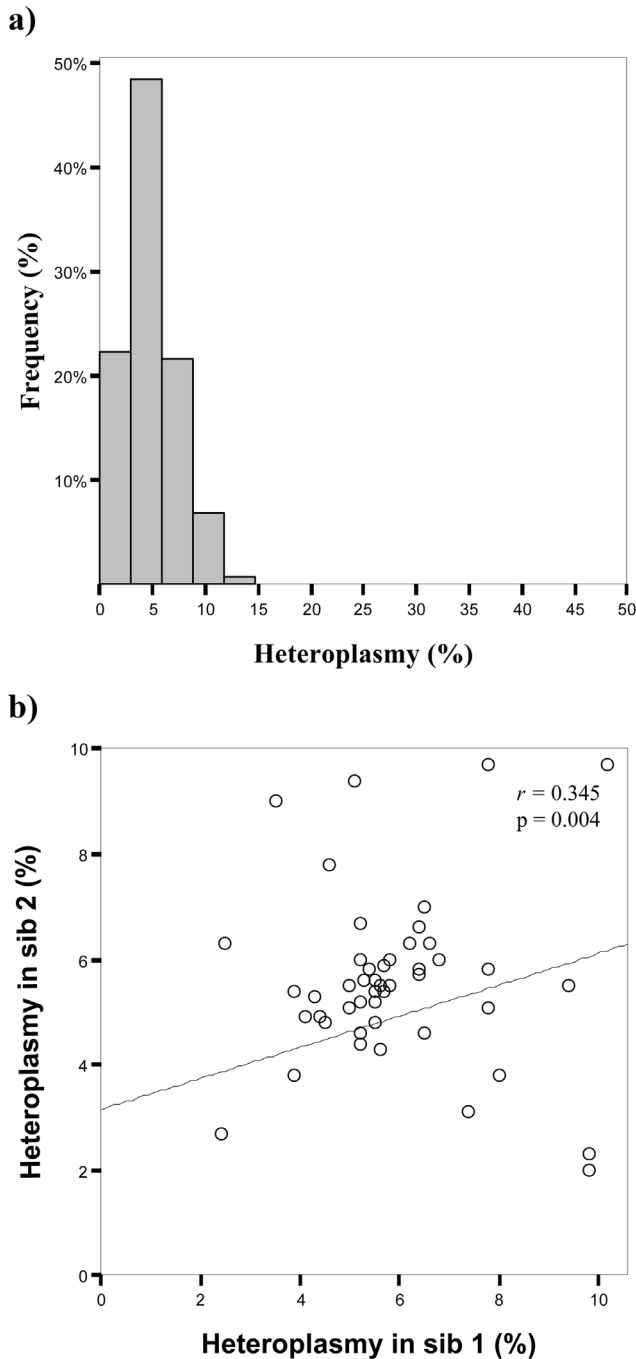 a)
50%
40%
30%
20%
10%
Frequency (%)
0 5 10 15 20 25 30 35 40 45 50
Heteroplasmy (%)
b)
10
8
6
4
2
0
Heteroplasmy in sib 2 (%)
r = 0.345
p = 0.004
0 2 4 6 8 10
Heteroplasmy in sib 1 (%)